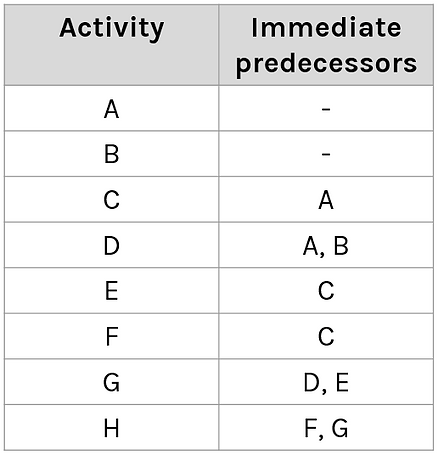 Activity Immediate predecessors
A -
B -
C A
D A, B
E C
F C
G D, E
H F, G